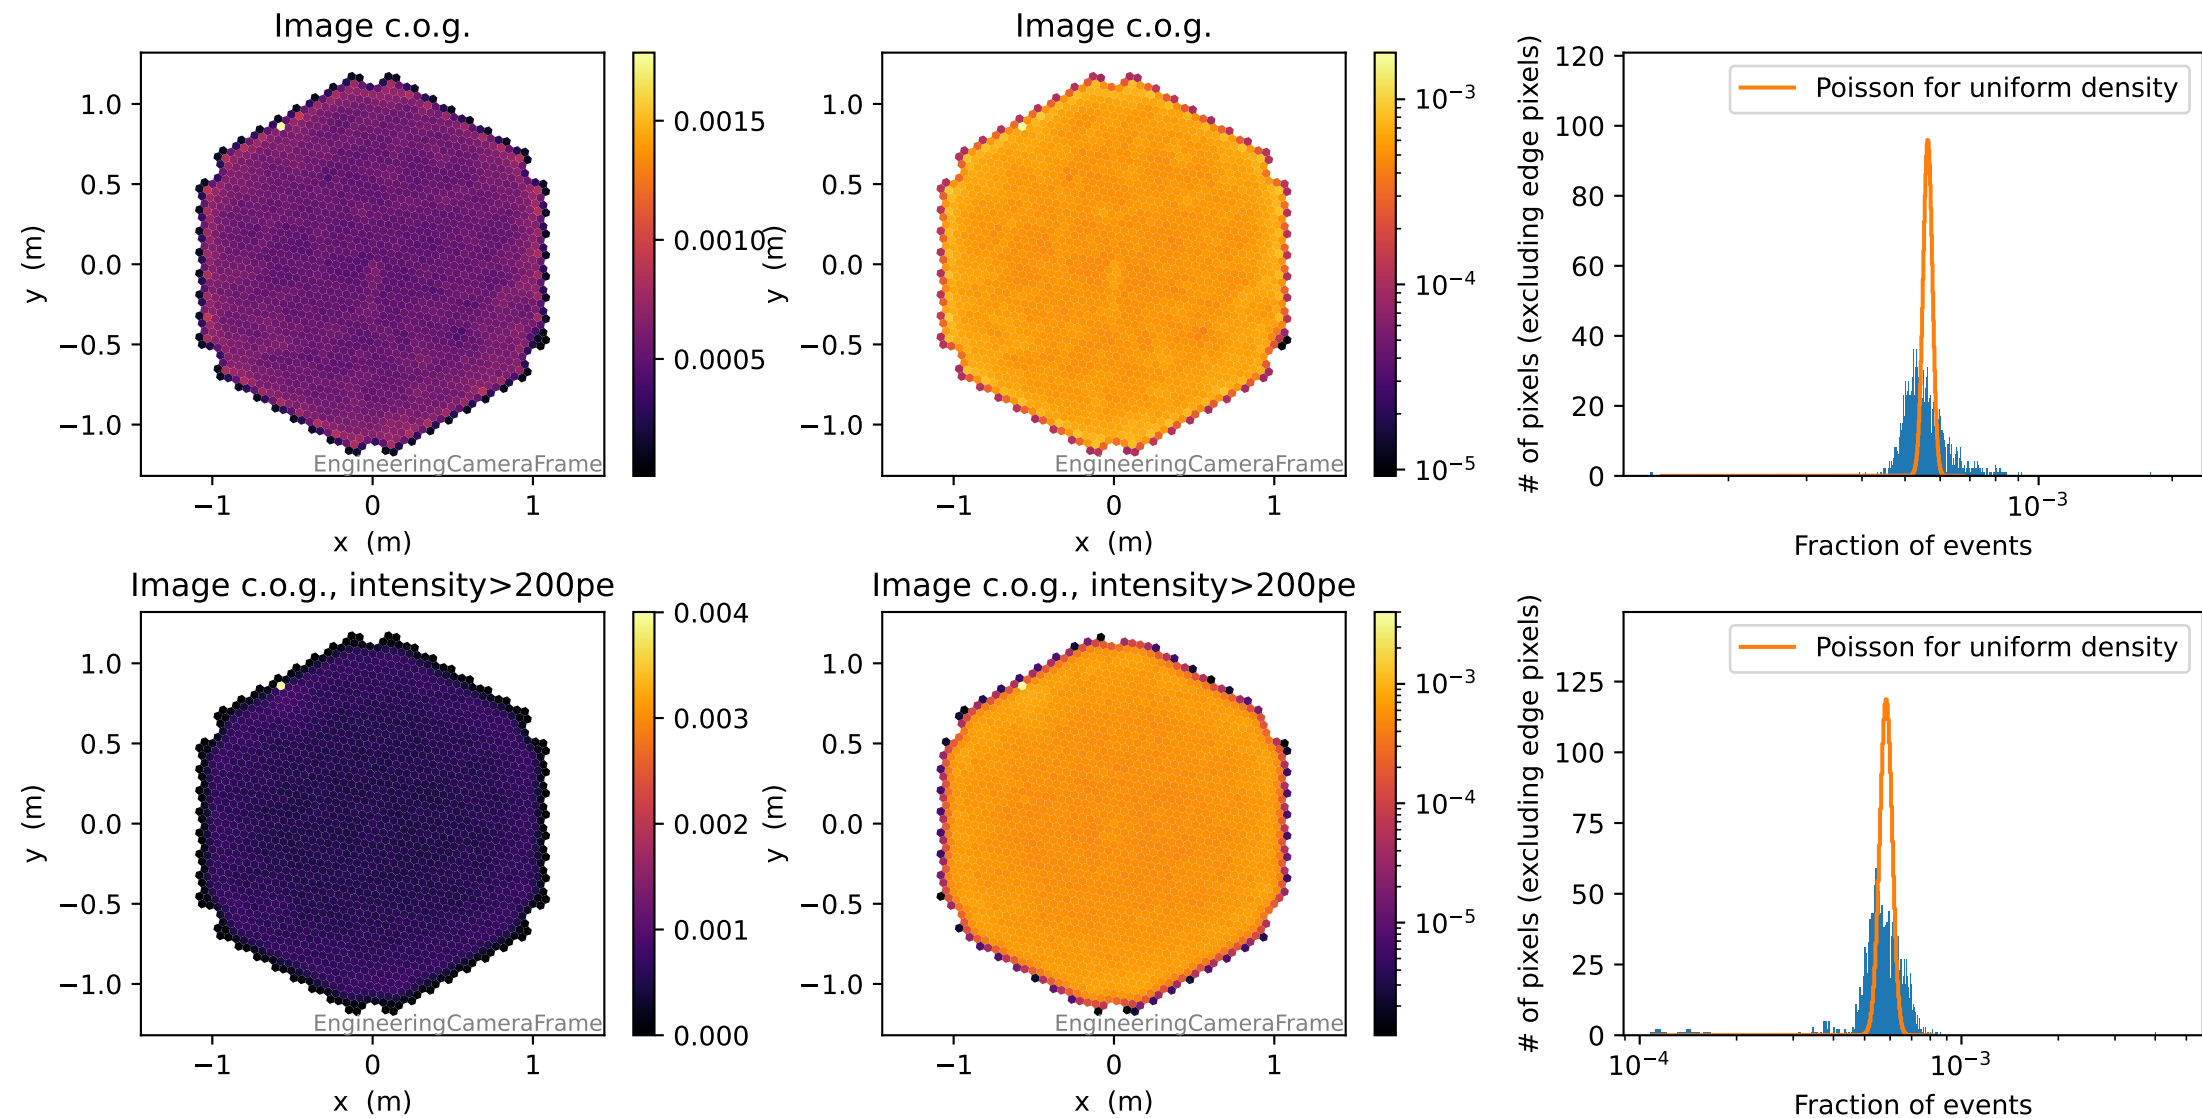 Image c.o.g.
y (m)
1.0
0.5
0.0
−0.5
−1.0
−1
0
1
x (m)
EngineeringCameraFrame
0.0015
0.0010
0.0005
Image c.o.g.
y (m)
1.0
0.5
0.0
−0.5
−1.0
−1
0
1
x (m)
EngineeringCameraFrame
10⁻³
10⁻⁴
10⁻⁵
# of pixels (excluding edge pixels)
120
100
80
60
40
20
0
Poisson for uniform density
10⁻³
Fraction of events
Image c.o.g., intensity>200pe
y (m)
1.0
0.5
0.0
−0.5
−1.0
−1
0
1
x (m)
EngineeringCameraFrame
0.004
0.003
0.002
0.001
0.000
Image c.o.g., intensity>200pe
y (m)
1.0
0.5
0.0
−0.5
−1.0
−1
0
1
x (m)
EngineeringCameraFrame
10⁻³
10⁻⁴
10⁻⁵
# of pixels (excluding edge pixels)
125
100
75
50
25
0
Poisson for uniform density
10⁻⁴
10⁻³
Fraction of events